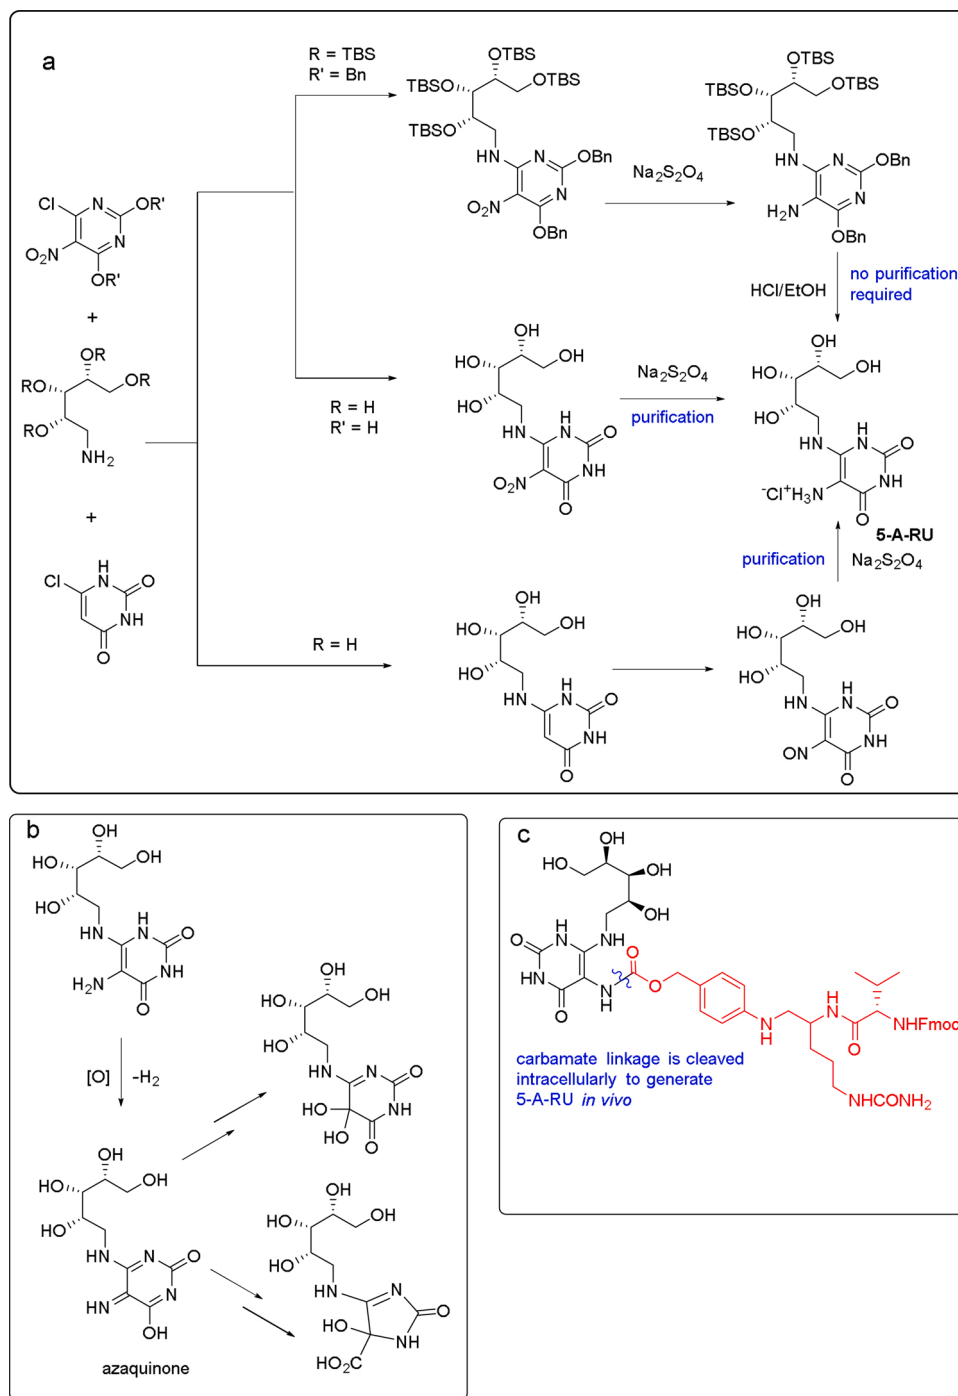 a
R = TBS
R' = Bn
OTBS
TBSO
OTBS
TBSO
HN
N
OBn
N
O2N
OBn
Na2S2O4
OTBS
TBSO
OTBS
TBSO
HN
N
OBn
N
H2N
OBn
HCl/EtOH
no purification
required
Cl
N
OR'
N
O2N
OR'
+
OR
RO
OR
RO
NH2
+
Cl
H
N
O
NH
O
R = H
R' = H
OH
HO
OH
HO
HN
H
N
O
NH
O2N
O
Na2S2O4
purification
OH
HO
OH
HO
HN
H
N
O
NH
-Cl+H3N
O
5-A-RU
purification
Na2S2O4
R = H
OH
HO
OH
HO
HN
H
N
O
NH
O
OH
HO
OH
HO
HN
H
N
O
NH
ON
O
b
OH
HO
OH
HO
HN
H
N
O
NH
H2N
O
[O]
-H2
OH
HO
OH
HO
HN
N
O
N
HN
OH
azaquinone
OH
HO
OH
HO
HN
N
O
NH
HO
HO
O
OH
HO
OH
HO
HN
N
O
HO
NH
HO2C
c
OH
HO
OH
OH
H
N
HN
O
HN
O
N
H
O
O
N
H
H
N
O
NHFmoc
NHCONH2
carbamate linkage is cleaved
intracellularly to generate
5-A-RU in vivo